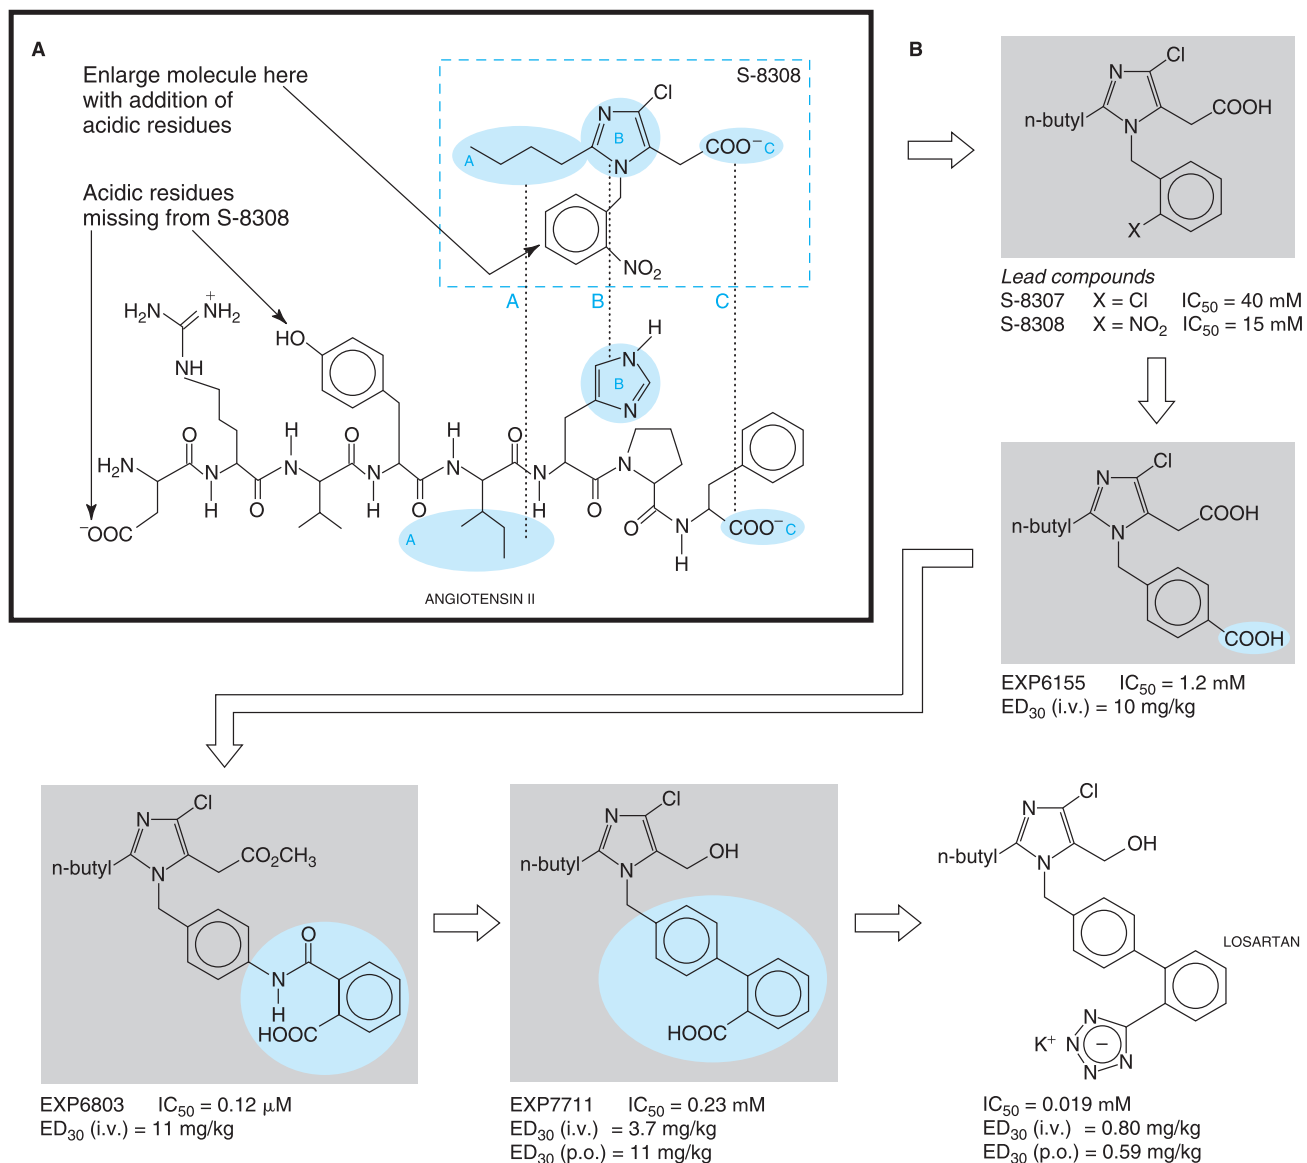 A
Enlarge molecule here
with addition of
acidic residues
Acidic residues
missing from S-8308
S-8308
Cl
N
B
A
COO⁻ C
N
NO₂
A
B
C
H₂N
⁺NH₂
NH
HO
H
N
B
N
H₂N
O
N
H
H
N
O
O
N
H
H
N
O
O
N
H
O
N
O
N
H
⁻OOC
A
COO⁻ C
ANGIOTENSIN II
B
Cl
N
COOH
n-butyl
N
X
Lead compounds
S-8307 X = Cl IC₅₀ = 40 mM
S-8308 X = NO₂ IC₅₀ = 15 mM
Cl
N
COOH
n-butyl
N
COOH
EXP6155 IC₅₀ = 1.2 mM
ED₃₀ (i.v.) = 10 mg/kg
Cl
N
CO₂CH₃
n-butyl
N
O
N
H
HOOC
EXP6803 IC₅₀ = 0.12 μM
ED₃₀ (i.v.) = 11 mg/kg
Cl
N
OH
n-butyl
N
HOOC
EXP7711 IC₅₀ = 0.23 mM
ED₃₀ (i.v.) = 3.7 mg/kg
ED₃₀ (p.o.) = 11 mg/kg
Cl
N
OH
n-butyl
N
LOSARTAN
K⁺
N
N
N
N
−
IC₅₀ = 0.019 mM
ED₃₀ (i.v.) = 0.80 mg/kg
ED₃₀ (p.o.) = 0.59 mg/kg